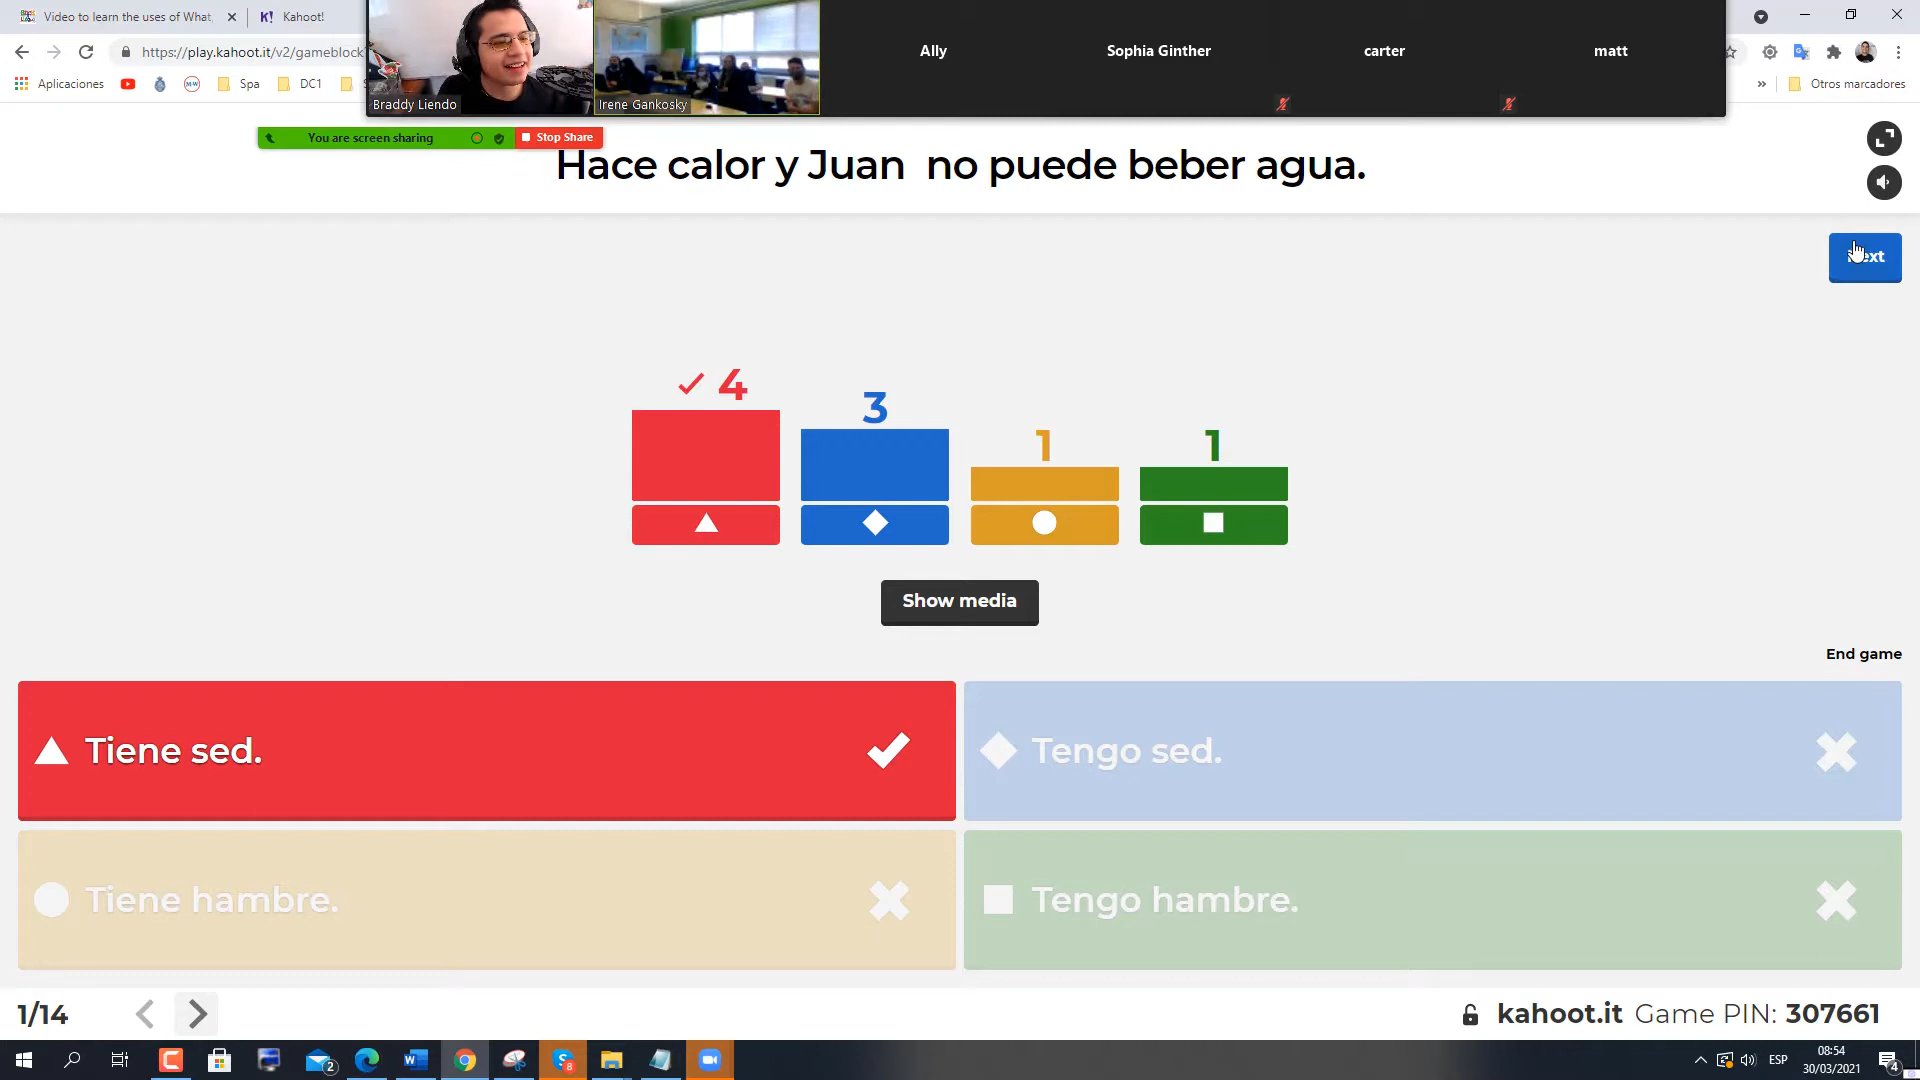 Video to learn the uses of What
Kahoot!
https://play.kahoot.it/v2/gameblock
Aplicaciones
Spa
DC1
Otros marcadores
Braddy Liendo
Irene Gankosky
Ally
Sophia Ginther
carter
matt
You are screen sharing
Stop Share
Hace calor y Juan no puede beber agua.
4
3
1
1
Show media
End game
Tiene sed.
Tengo sed.
Tiene hambre.
Tengo hambre.
1/14
kahoot.it Game PIN: 307661
ESP
08:54
30/03/2021